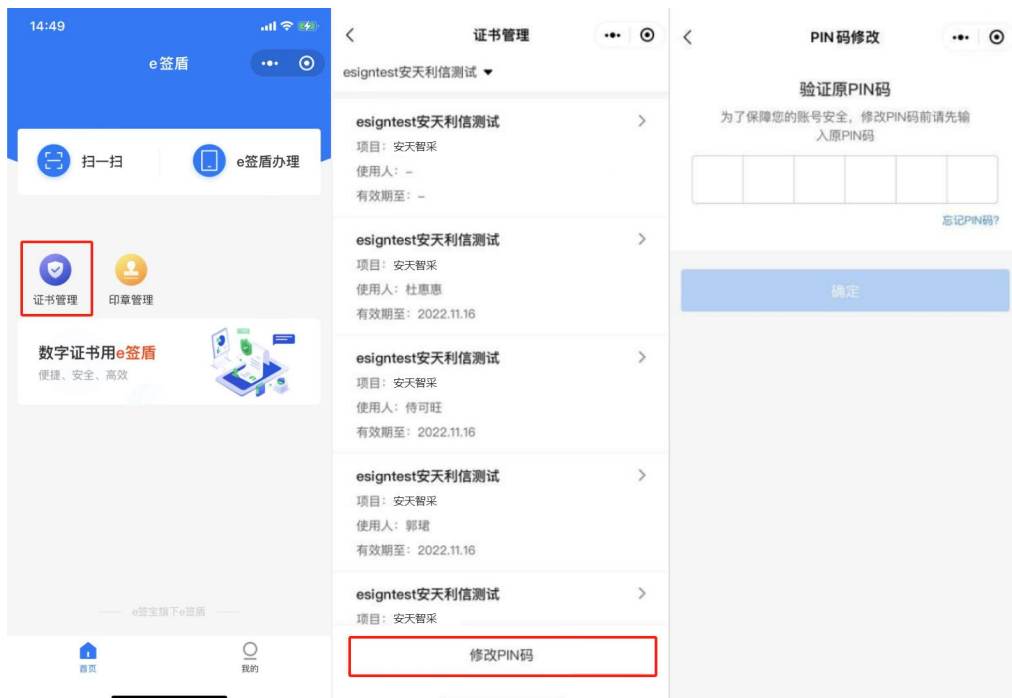 14:49
e签盾
扫一扫
e签盾办理
证书管理
印章管理
数字证书用e签盾
便捷、安全、高效
e签宝旗下e签盾
首页
我的
证书管理
esigntest安天利信测试
esigntest安天利信测试
项目：安天智采
使用人：–
有效期至：–
esigntest安天利信测试
项目：安天智采
使用人：杜惠惠
有效期至：2022.11.16
esigntest安天利信测试
项目：安天智采
使用人：侍可旺
有效期至：2022.11.16
esigntest安天利信测试
项目：安天智采
使用人：郭珺
有效期至：2022.11.16
esigntest安天利信测试
项目：安天智采
修改PIN码
PIN码修改
验证原PIN码
为了保障您的账号安全，修改PIN码前请先输
入原PIN码
忘记PIN码?
确定